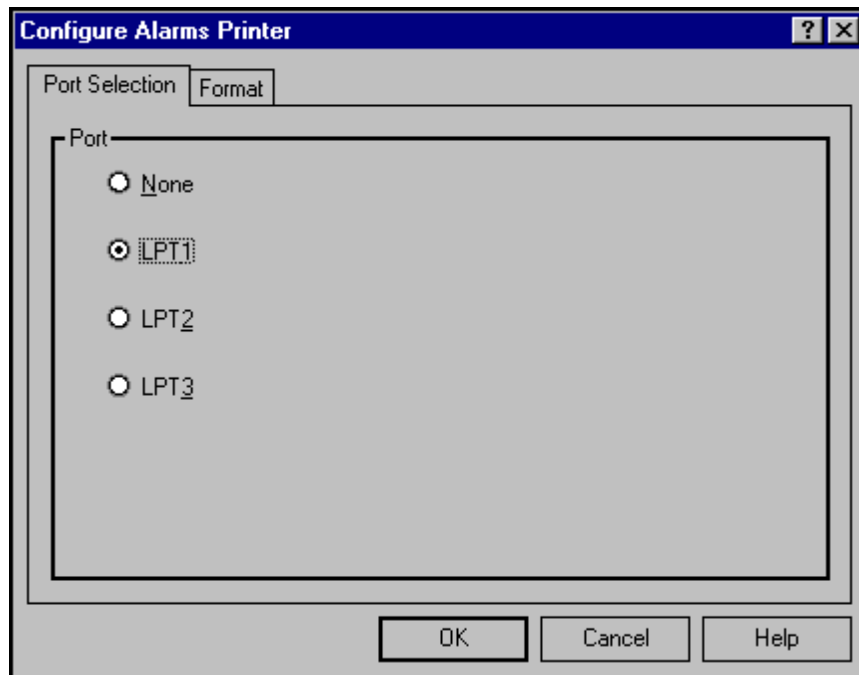 Configure Alarms Printer
Port Selection Format
Port
None
LPT1
LPT2
LPT3
OK Cancel Help